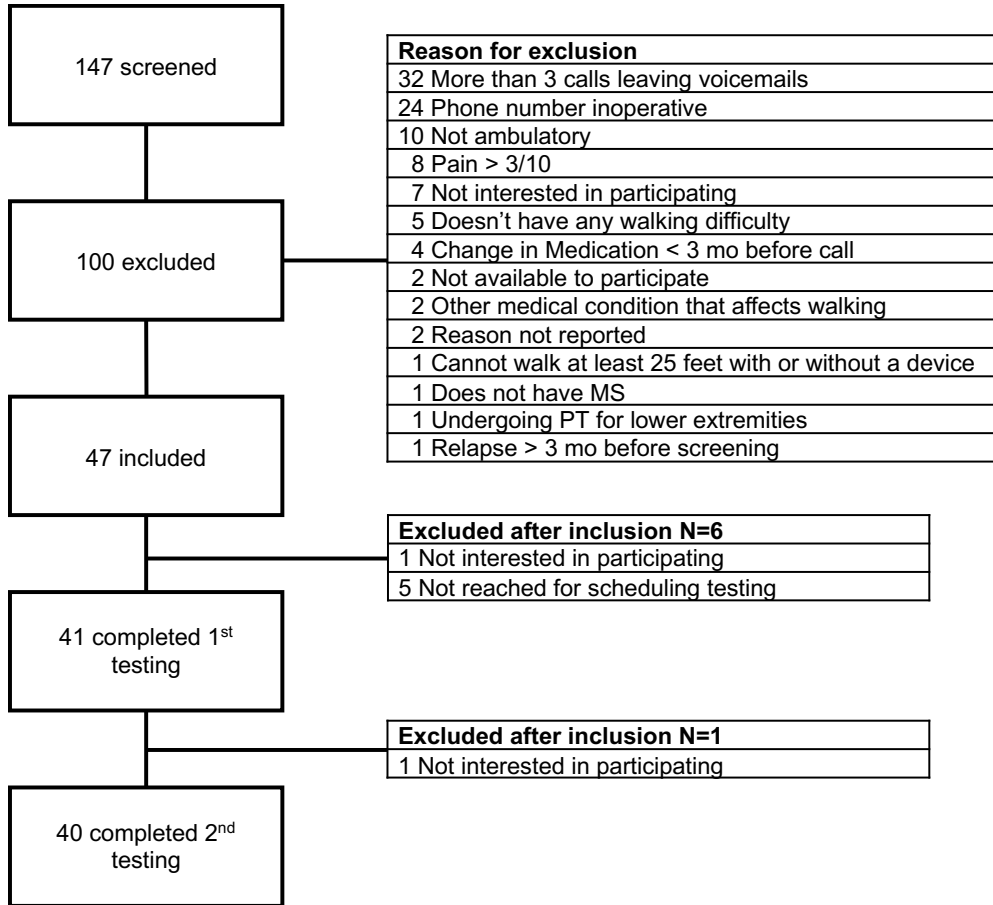 147 screened
Reason for exclusion
32 More than 3 calls leaving voicemails
24 Phone number inoperative
10 Not ambulatory
8 Pain > 3/10
7 Not interested in participating
5 Doesn’t have any walking difficulty
4 Change in Medication < 3 mo before call
2 Not available to participate
2 Other medical condition that affects walking
2 Reason not reported
1 Cannot walk at least 25 feet with or without a device
1 Does not have MS
1 Undergoing PT for lower extremities
1 Relapse > 3 mo before screening
100 excluded
47 included
Excluded after inclusion N=6
1 Not interested in participating
5 Not reached for scheduling testing
41 completed 1st
testing
Excluded after inclusion N=1
1 Not interested in participating
40 completed 2nd
testing